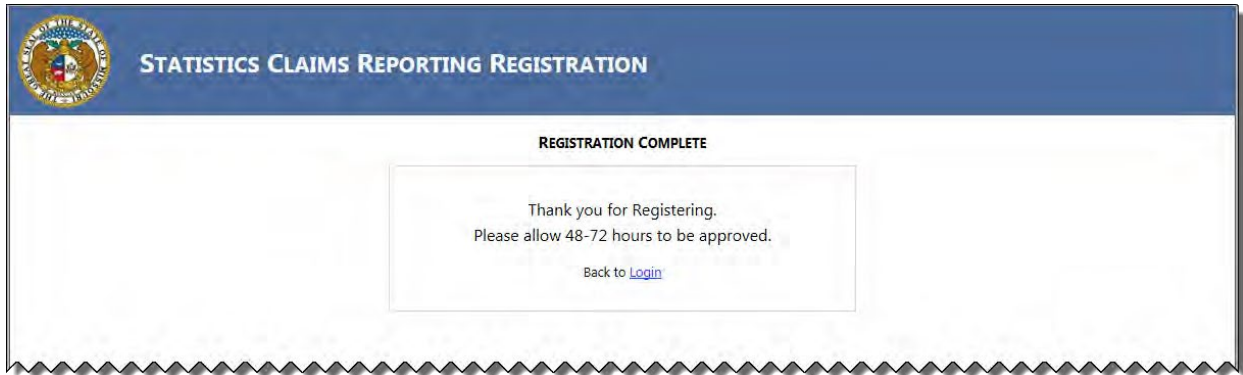 STATISTICS CLAIMS REPORTING REGISTRATION
REGISTRATION COMPLETE
Thank you for Registering.
Please allow 48-72 hours to be approved.
Back to Login